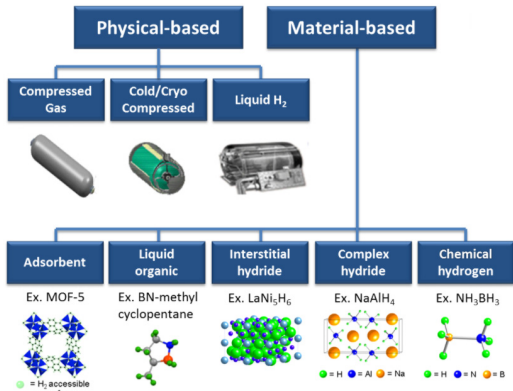 Physical-based
Material-based
Compressed
Gas
Cold/Cryo
Compressed
Liquid H₂
Adsorbent
Liquid
organic
Interstitial
hydride
Complex
hydride
Chemical
hydrogen
Ex. MOF-5
Ex. BN-methyl
cyclopentane
Ex. LaNi₅H₆
Ex. NaAlH₄
Ex. NH₃BH₃
= H₂ accessible
= H = Al = Na
= H = N = B